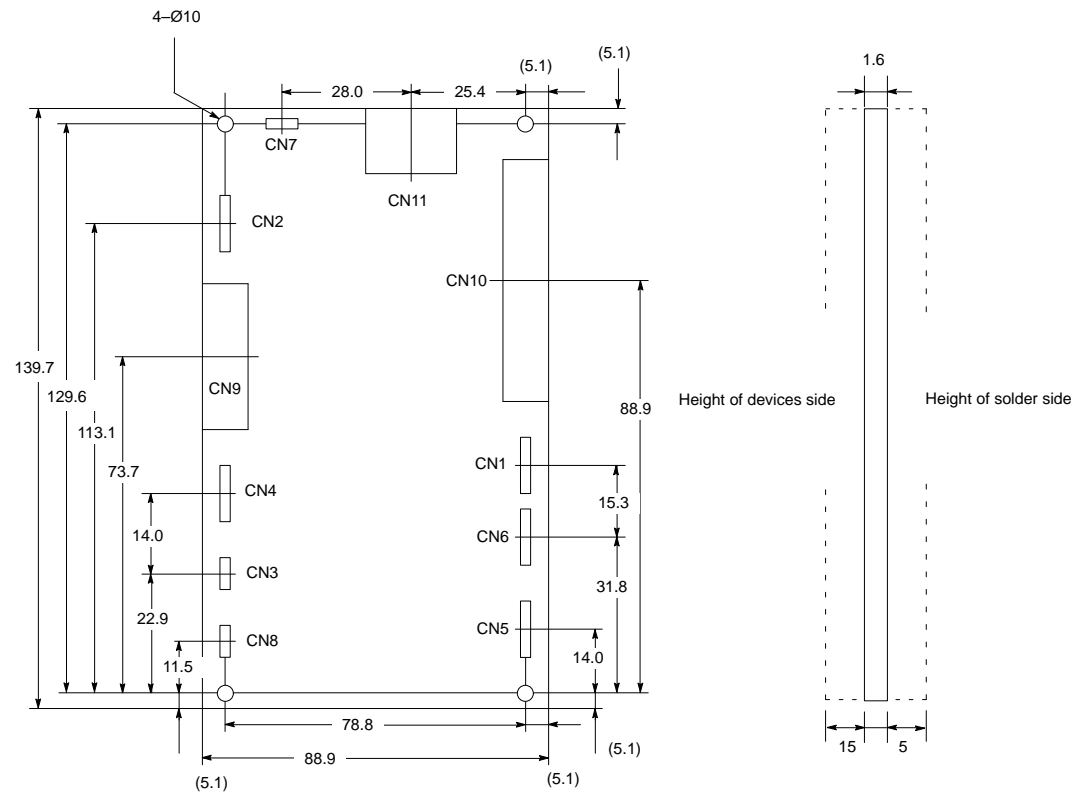 4–Ø10
(5.1)
(5.1)
1.6
28.0
25.4
CN7
CN11
CN2
CN10
139.7
129.6
CN9
Height of devices side
Height of solder side
88.9
113.1
73.7
CN1
CN4
15.3
14.0
CN6
CN3
31.8
22.9
CN5
CN8
14.0
11.5
78.8
(5.1)
15
5
88.9
(5.1)
(5.1)